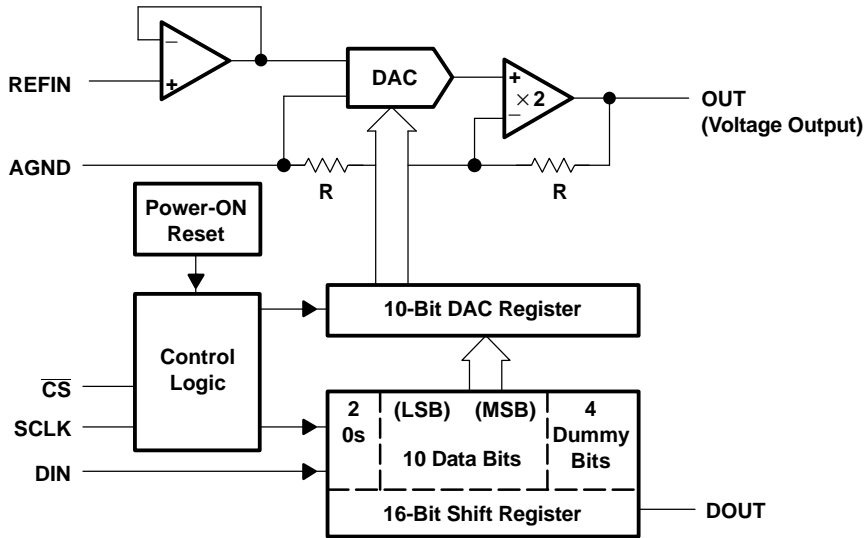 REFIN
−
+
DAC
+
× 2
−
OUT
(Voltage Output)
AGND
R
R
Power-ON
Reset
10-Bit DAC Register
Control
Logic
CS
SCLK
DIN
2
0s
(LSB) (MSB)
10 Data Bits
4
Dummy
Bits
16-Bit Shift Register
DOUT